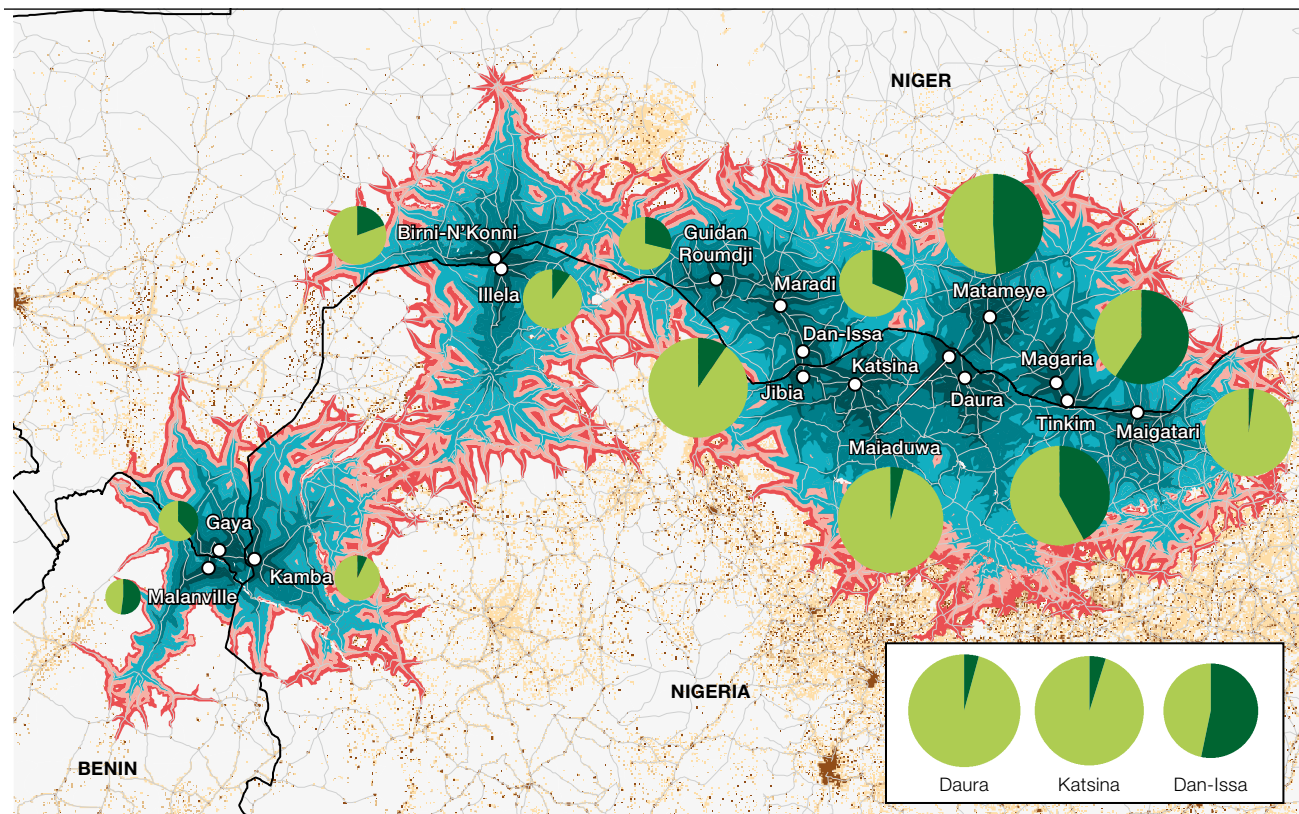 NIGER
Birni-N'Konni
Illela
Guidan
Roumdji
Maradi
Matameye
Dan-Issa
Katsina
Jibia
Daura
Magaria
Tinkim
Maigatari
Maiaduwa
Gaya
Kamba
Malanville
NIGERIA
BENIN
Daura
Katsina
Dan-Issa